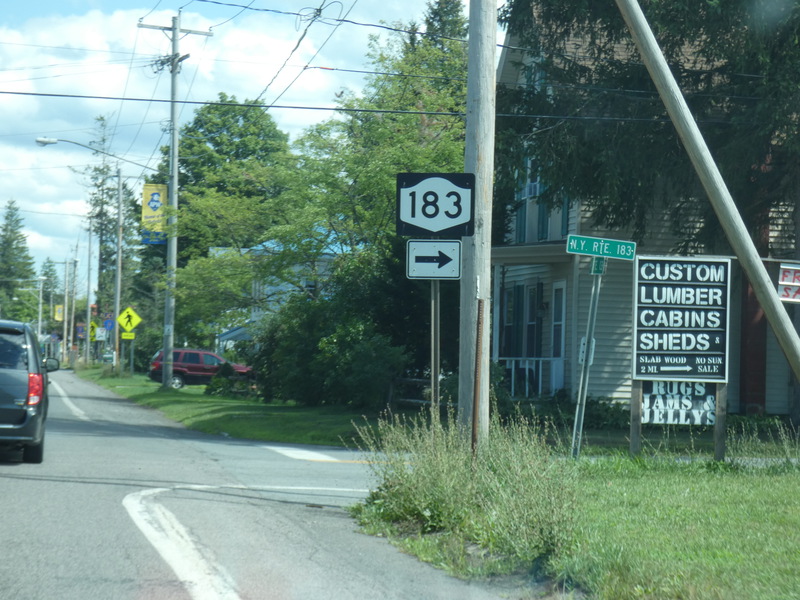 183
N.Y. RTE. 183
CUSTOM
LUMBER
CABINS
SHEDS &
SLAB WOOD NO SUN.
2 MI. SALE
RUGS
JAMS &
JELLYS